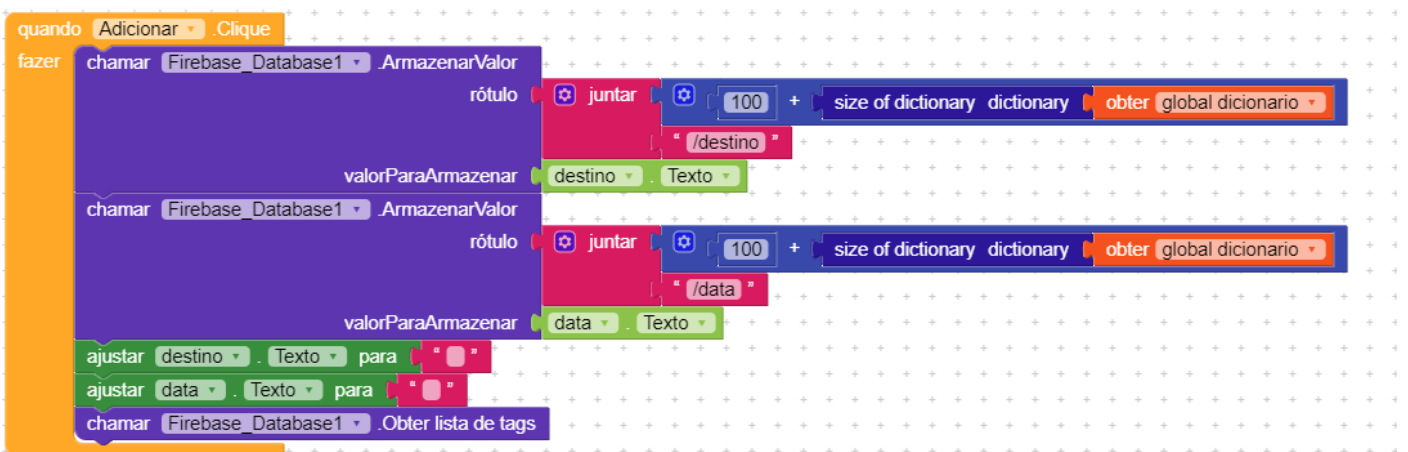 quando Adicionar .Clique
fazer chamar Firebase_Database1 .ArmazenarValor
rótulo juntar 100 + size of dictionary dictionary obter global dicionario
" /destino "
valorParaArmazenar destino . Texto
chamar Firebase_Database1 .ArmazenarValor
rótulo juntar 100 + size of dictionary dictionary obter global dicionario
" /data "
valorParaArmazenar data . Texto
ajustar destino . Texto para " "
ajustar data . Texto para " "
chamar Firebase_Database1 .Obter lista de tags